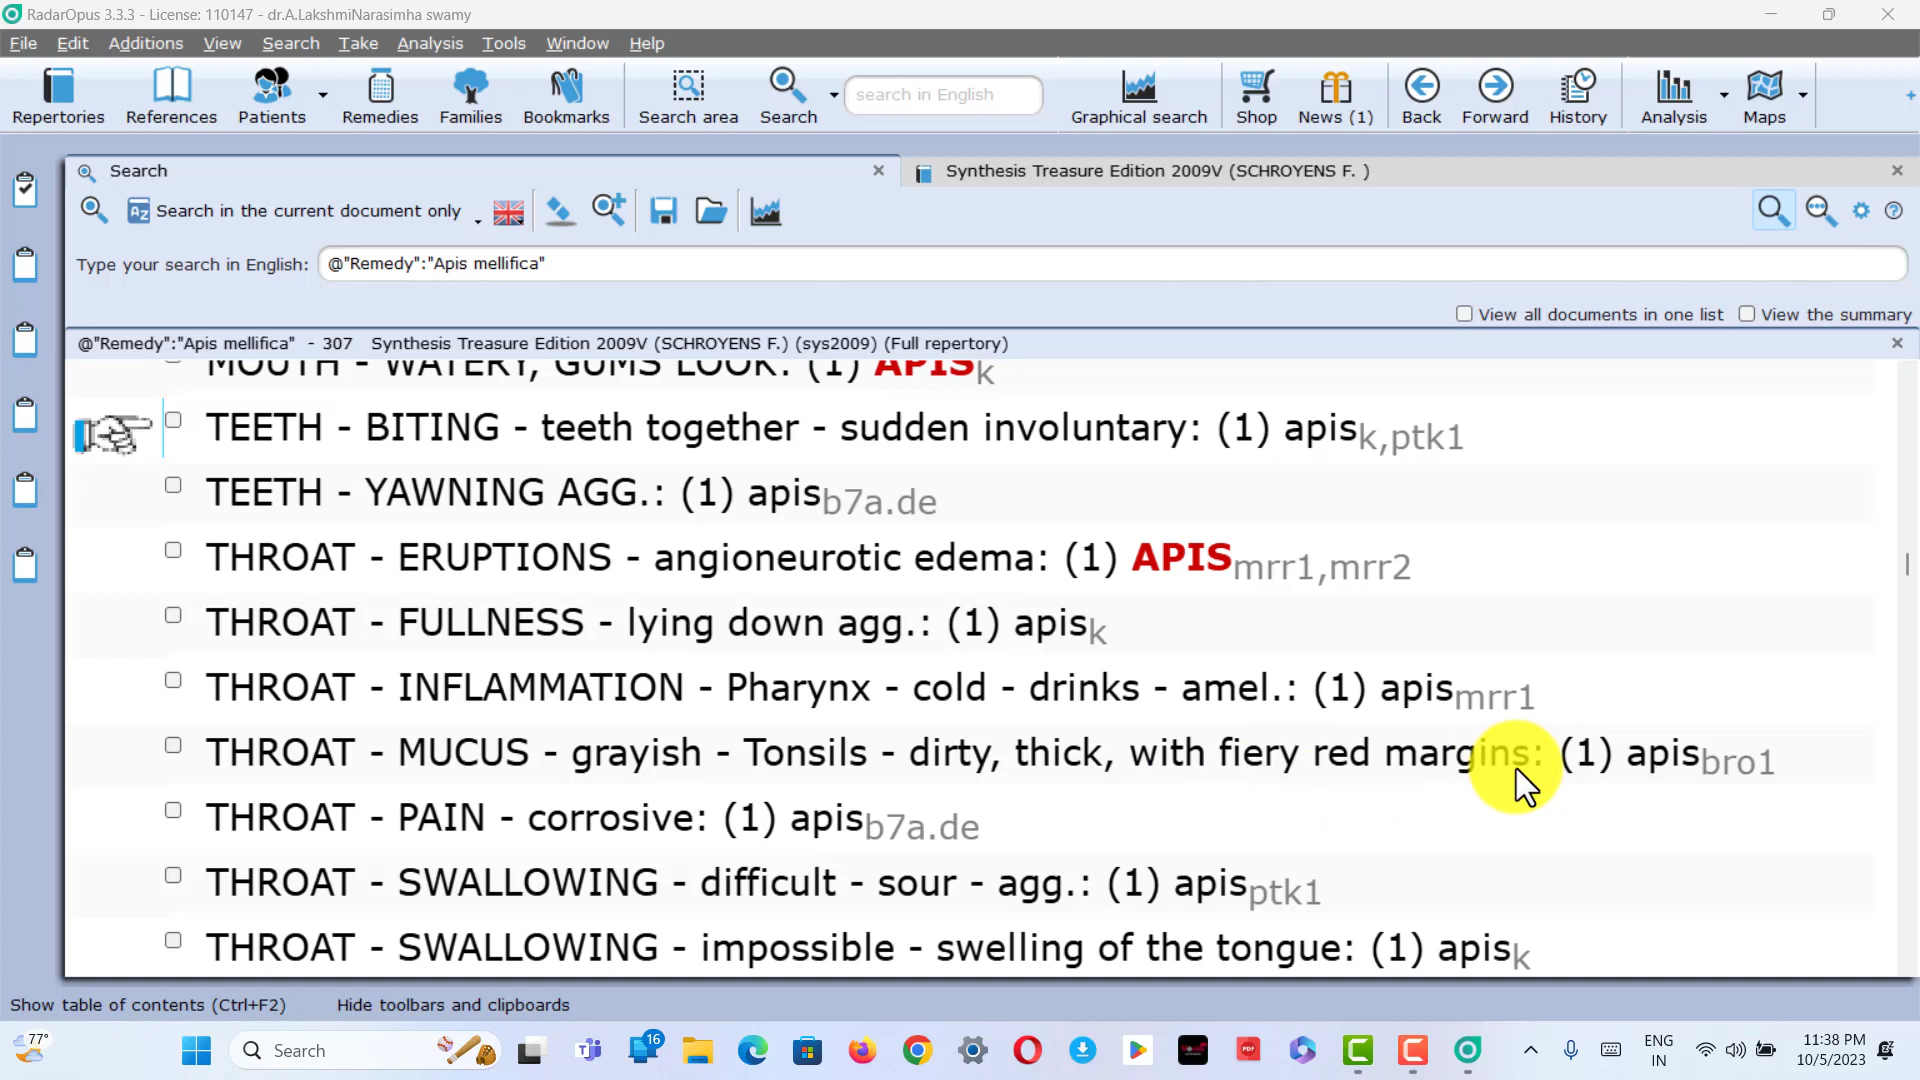 RadarOpus 3.3.3 - License: 110147 - dr.A.LakshmiNarasimha swamy
File Edit Additions View Search Take Analysis Tools Window Help
Repertories References Patients Remedies Families Bookmarks Search area Search search in English Graphical search Shop News (1) Back Forward History Analysis Maps
Search
Synthesis Treasure Edition 2009V (SCHROYENS F. )
AZ Search in the current document only
Type your search in English: @"Remedy":"Apis mellifica"
View all documents in one list View the summary
@"Remedy":"Apis mellifica" - 307 Synthesis Treasure Edition 2009V (SCHROYENS F.) (sys2009) (Full repertory)
MOUTH - WATERY, GUMS LOOK: (1) APISk
TEETH - BITING - teeth together - sudden involuntary: (1) apisk,ptk1
TEETH - YAWNING AGG.: (1) apisb7a.de
THROAT - ERUPTIONS - angioneurotic edema: (1) APISmrr1,mrr2
THROAT - FULLNESS - lying down agg.: (1) apisk
THROAT - INFLAMMATION - Pharynx - cold - drinks - amel.: (1) apismrr1
THROAT - MUCUS - grayish - Tonsils - dirty, thick, with fiery red margins: (1) apisbro1
THROAT - PAIN - corrosive: (1) apisb7a.de
THROAT - SWALLOWING - difficult - sour - agg.: (1) apisptk1
THROAT - SWALLOWING - impossible - swelling of the tongue: (1) apisk
Show table of contents (Ctrl+F2) Hide toolbars and clipboards
77°
Search
16
PDF
ENG
IN
11:38 PM
10/5/2023